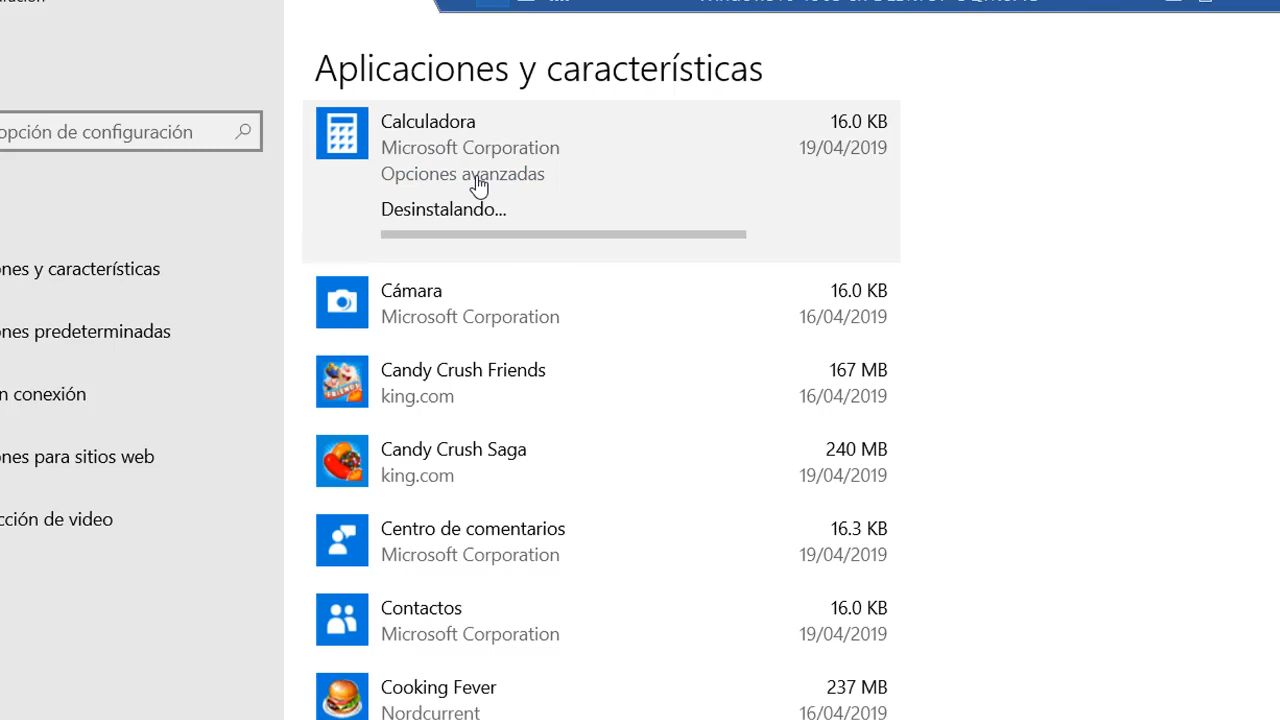 Aplicaciones y características
opción de configuración
Calculadora
16.0 KB
Microsoft Corporation
19/04/2019
Opciones avanzadas
Desinstalando...
nes y características
Cámara
16.0 KB
Microsoft Corporation
16/04/2019
nes predeterminadas
Candy Crush Friends
167 MB
king.com
16/04/2019
n conexión
Candy Crush Saga
240 MB
king.com
19/04/2019
nes para sitios web
Centro de comentarios
16.3 KB
Microsoft Corporation
19/04/2019
cción de video
Contactos
16.0 KB
Microsoft Corporation
19/04/2019
Cooking Fever
237 MB
Nordcurrent
16/04/2019